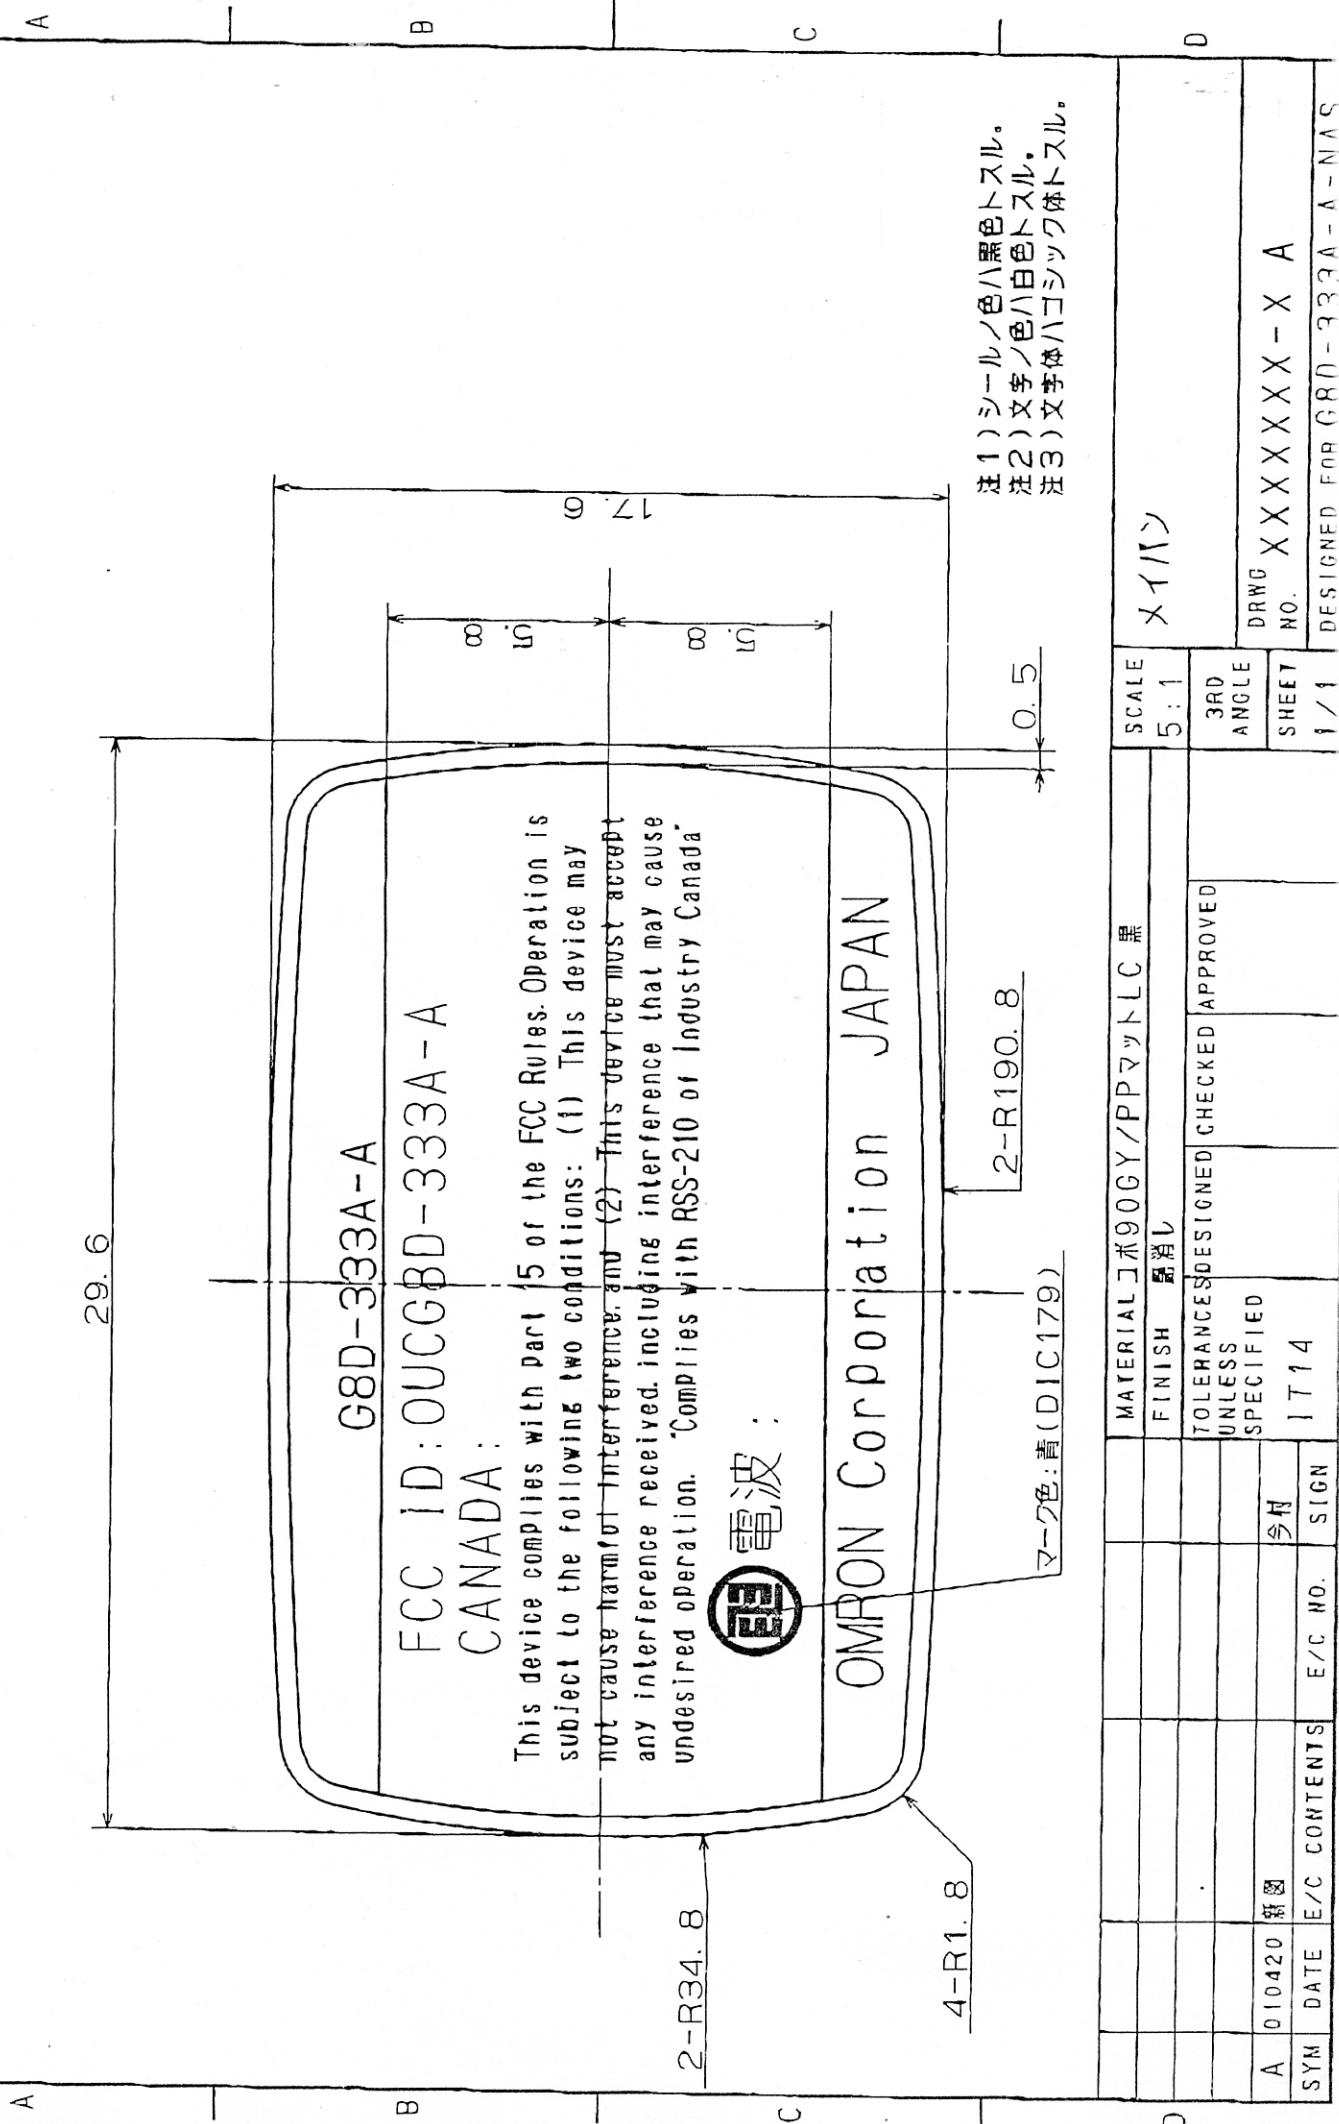 A
B
C
D
29.6
G8D-333A-A
FCC ID:OUCG8D-333A-A
CANADA:
This device complies with Part 15 of the FCC Rules. Operation is
subject to the following two conditions: (1) This device may
not cause harmful interference, and (2) This device must accept
any interference received, including interference that may cause
undesired operation. "Complies with RSS-210 of Industry Canada"
電波:
OMRON Corporiation JAPAN
17.6
5.8
5.8
0.5
2-R34.8
4-R1.8
2-R190.8
マーク色:青(DIC179)
注1)シールノ色ハ黒色トスル。
注2)文字ノ色ハ白色トスル。
注3)文字体ハゴシック体トスル。
MATERIAL コポ90GY/PPマットLC 黒
FINISH 艶消し
TOLERANCES
UNLESS
SPECIFIED
IT14
DESIGNED
CHECKED
APPROVED
SCALE
5:1
3RD
ANGLE
SHEET
1/1
メイバン
DRWG
NO. XXXXXXX-X A
DESIGNED FOR G8D-333A-A-NAS
A 010420 新図 今村
SYM DATE E/C CONTENTS E/C NO. SIGN
A
B
C